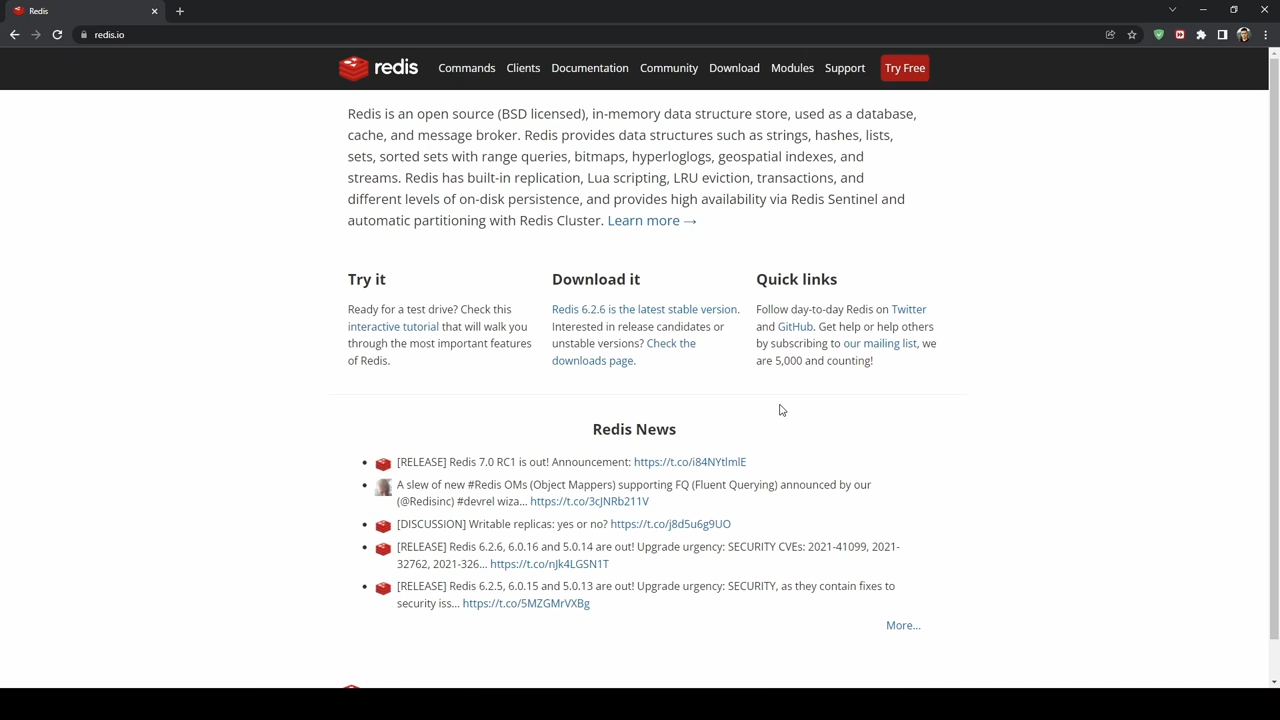 Redis
redis.io
redis
Commands Clients Documentation Community Download Modules Support Try Free
Redis is an open source (BSD licensed), in-memory data structure store, used as a database,
cache, and message broker. Redis provides data structures such as strings, hashes, lists,
sets, sorted sets with range queries, bitmaps, hyperloglogs, geospatial indexes, and
streams. Redis has built-in replication, Lua scripting, LRU eviction, transactions, and
different levels of on-disk persistence, and provides high availability via Redis Sentinel and
automatic partitioning with Redis Cluster. Learn more →
Try it
Ready for a test drive? Check this
interactive tutorial that will walk you
through the most important features
of Redis.
Download it
Redis 6.2.6 is the latest stable version.
Interested in release candidates or
unstable versions? Check the
downloads page.
Quick links
Follow day-to-day Redis on Twitter
and GitHub. Get help or help others
by subscribing to our mailing list, we
are 5,000 and counting!
Redis News
[RELEASE] Redis 7.0 RC1 is out! Announcement: https://t.co/i84NYtlmlE
A slew of new #Redis OMs (Object Mappers) supporting FQ (Fluent Querying) announced by our
(@Redisinc) #devrel wiza... https://t.co/3cJNRb211V
[DISCUSSION] Writable replicas: yes or no? https://t.co/j8d5u6g9UO
[RELEASE] Redis 6.2.6, 6.0.16 and 5.0.14 are out! Upgrade urgency: SECURITY CVEs: 2021-41099, 2021-
32762, 2021-326... https://t.co/nJk4LGSN1T
[RELEASE] Redis 6.2.5, 6.0.15 and 5.0.13 are out! Upgrade urgency: SECURITY, as they contain fixes to
security iss... https://t.co/5MZGMrVXBg
More...